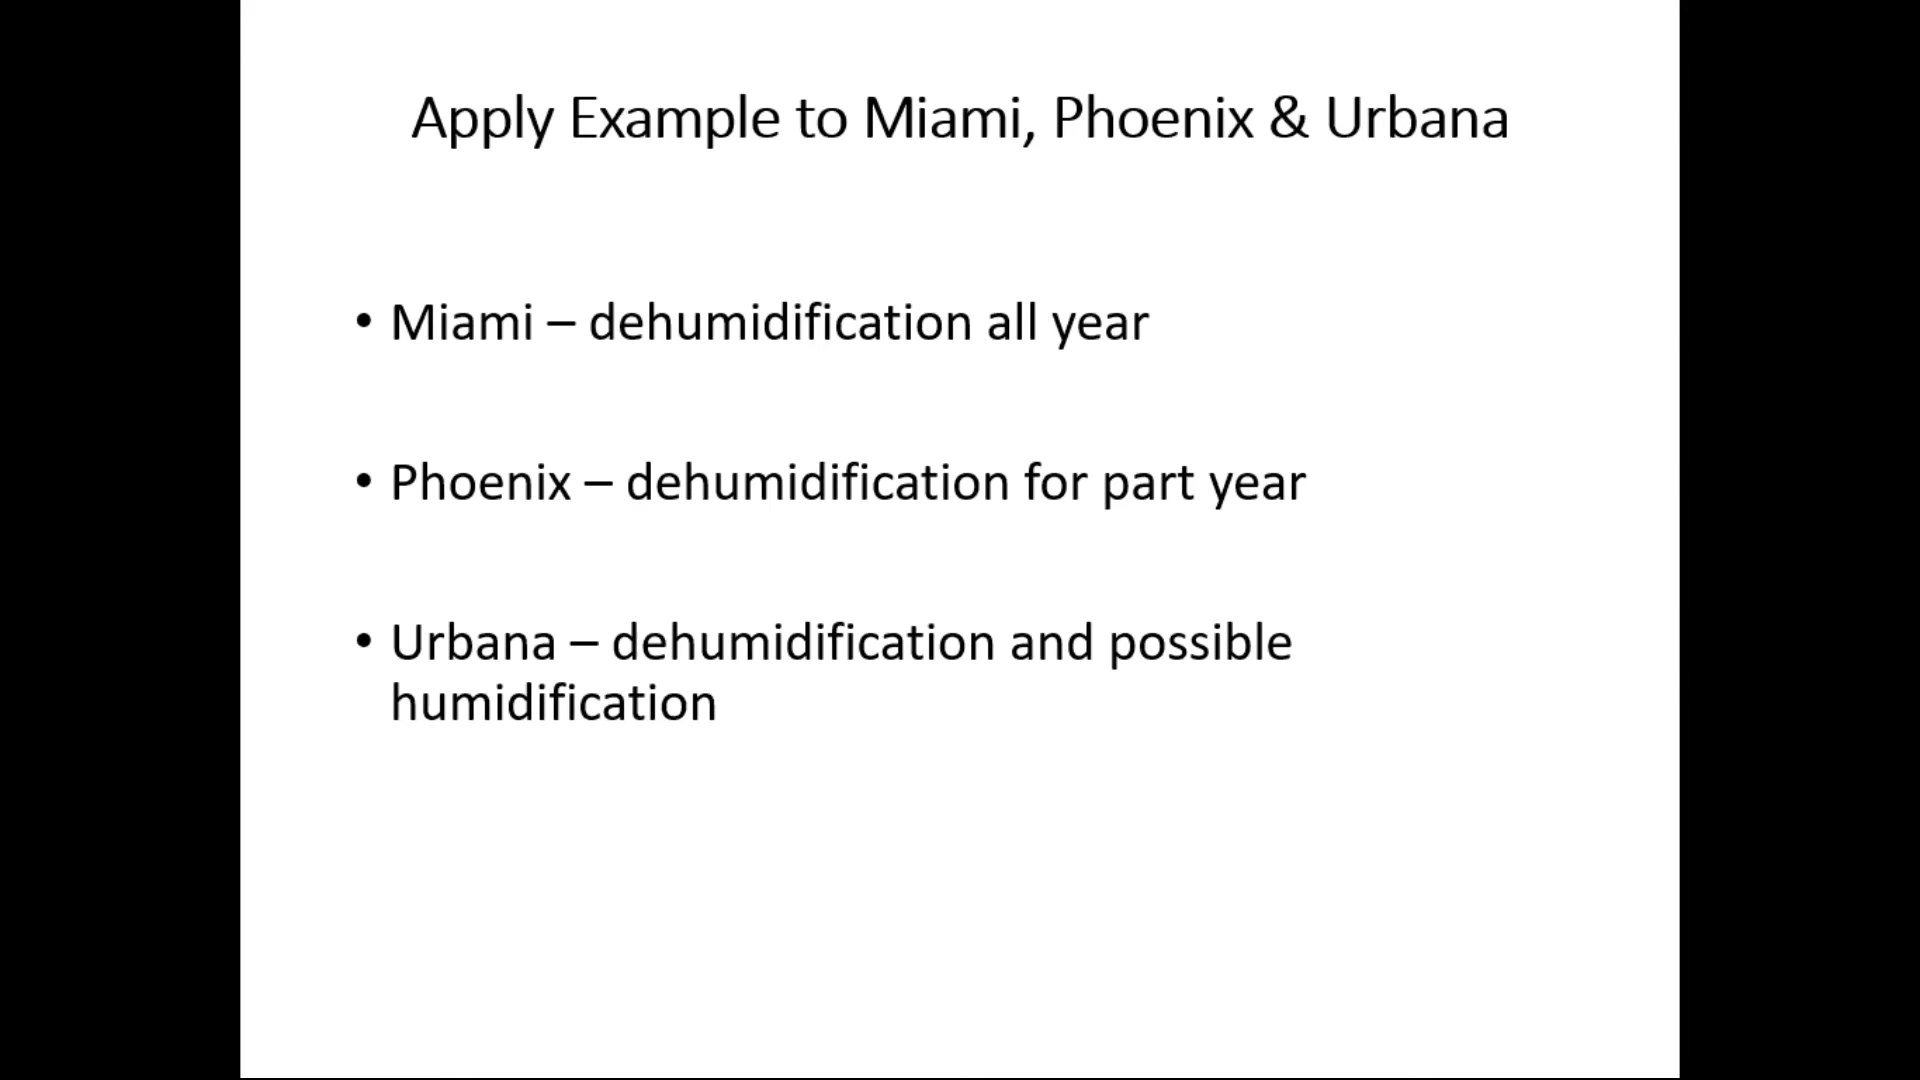 Apply Example to Miami, Phoenix & Urbana
• Miami – dehumidification all year
• Phoenix – dehumidification for part year
• Urbana – dehumidification and possible
humidification